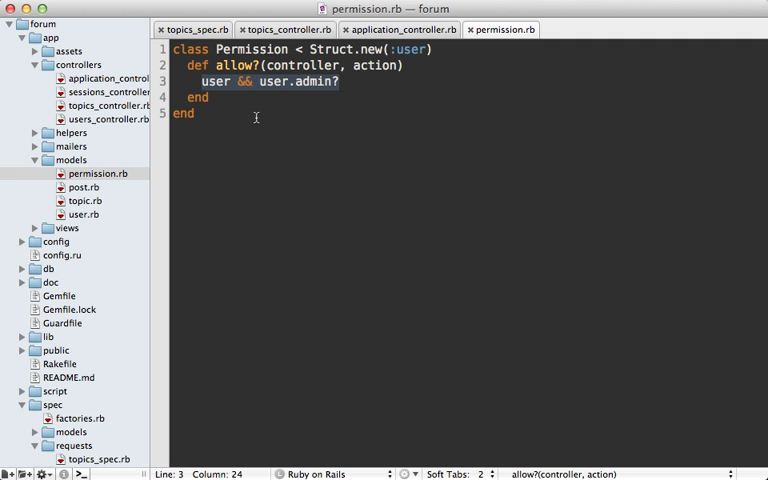 permission.rb — forum
topics_spec.rb
topics_controller.rb
application_controller.rb
permission.rb
forum
app
assets
controllers
application_control
sessions_controller
topics_controller.rb
users_controller.rb
helpers
mailers
models
permission.rb
post.rb
topic.rb
user.rb
views
config
config.ru
db
doc
Gemfile
Gemfile.lock
Guardfile
lib
public
Rakefile
README.md
script
spec
factories.rb
models
requests
topics_spec.rb
1 class Permission < Struct.new(:user)
2 def allow?(controller, action)
3 user && user.admin?
4 end
5 end
Line: 3 Column: 24
Ruby on Rails
Soft Tabs: 2
allow?(controller, action)